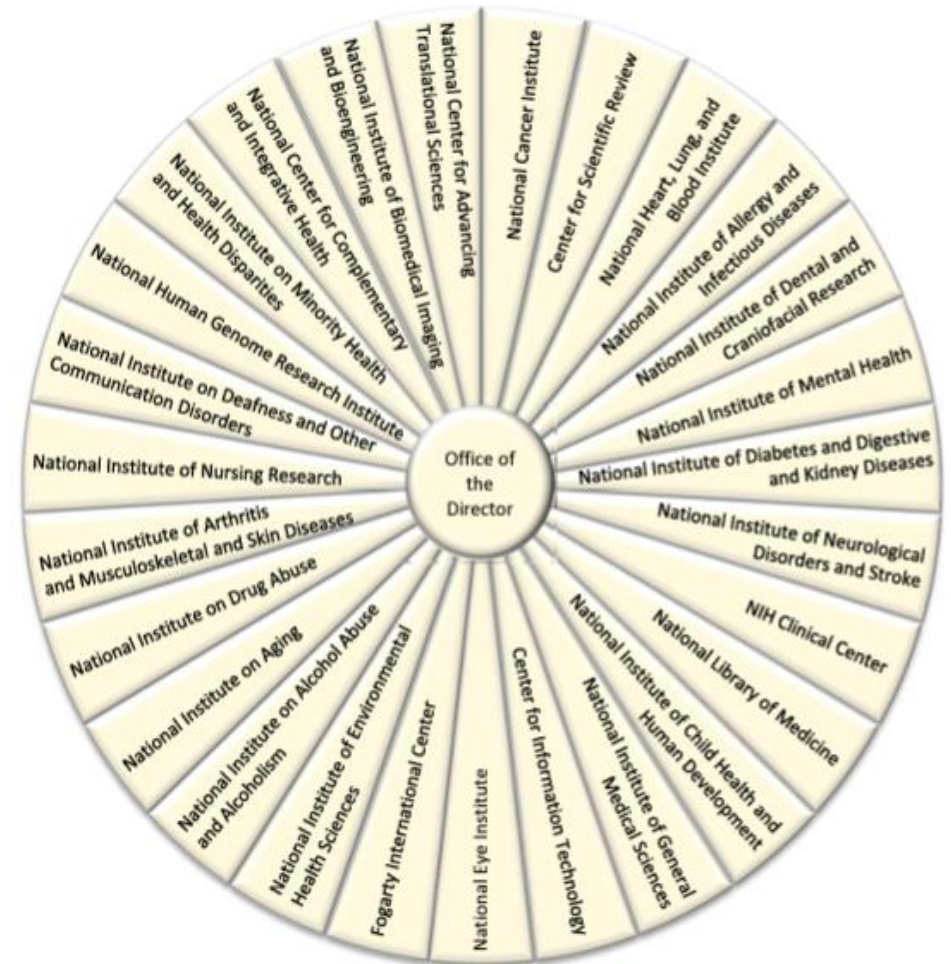 National Cancer Institute
Center for Scientific Review
National Heart, Lung, and
Blood Institute
National Institute of Allergy and
Infectious Diseases
National Institute of Dental and
Craniofacial Research
National Institute of Mental Health
National Institute of Diabetes and Digestive
and Kidney Diseases
National Institute of Neurological
Disorders and Stroke
NIH Clinical Center
National Library of Medicine
National Institute of Child Health and
Human Development
National Institute of General
Medical Sciences
Center for Information Technology
National Eye Institute
Fogarty International Center
National Institute of Environmental
Health Sciences
National Institute on Alcohol Abuse
and Alcoholism
National Institute on Aging
National Institute on Drug Abuse
National Institute of Arthritis
and Musculoskeletal and Skin Diseases
National Institute of Nursing Research
National Institute on Deafness and Other
Communication Disorders
National Human Genome Research Institute
National Institute on Minority Health
and Health Disparities
National Center for Complementary
and Integrative Health
National Institute of Biomedical Imaging
and Bioengineering
National Center for Advancing
Translational Sciences
Office of
the
Director